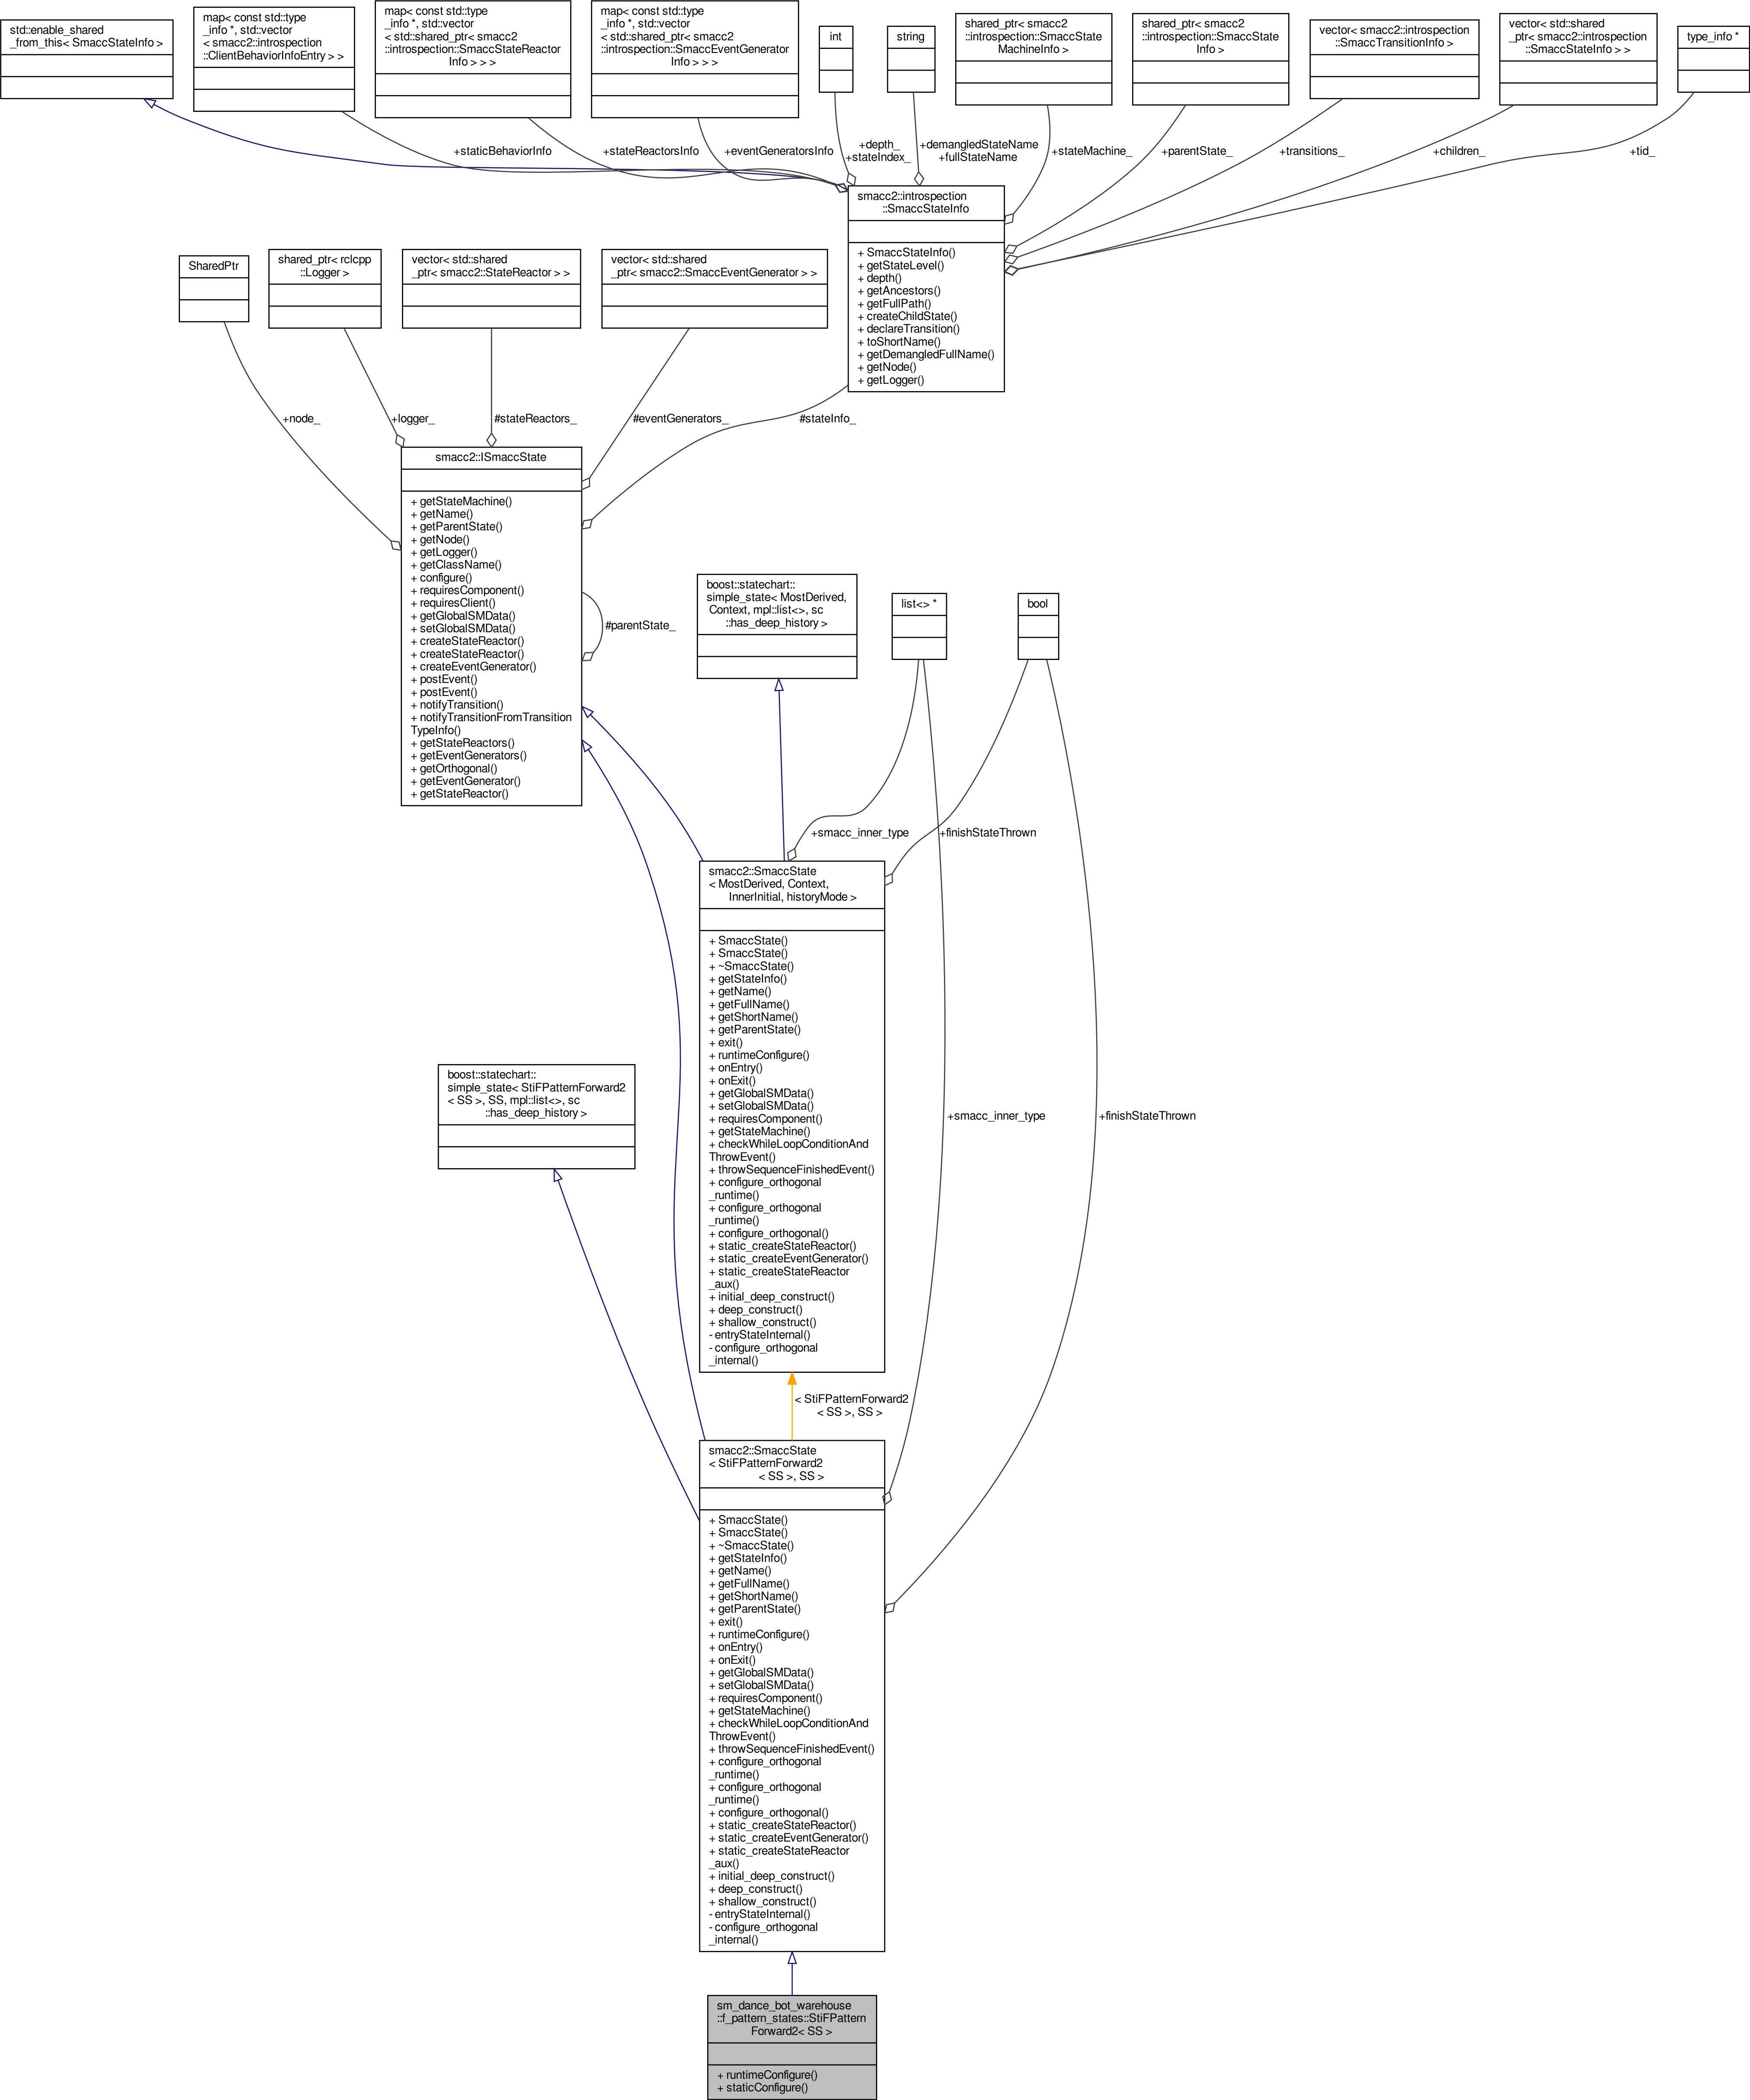 std::enable_shared
_from_this< SmaccStateInfo >
map< const std::type
_info *, std::vector
< smacc2::introspection
::ClientBehaviorInfoEntry > >
map< const std::type
_info *, std::vector
< std::shared_ptr< smacc2
::introspection::SmaccStateReactor
Info > > >
map< const std::type
_info *, std::vector
< std::shared_ptr< smacc2
::introspection::SmaccEventGenerator
Info > > >
int
string
shared_ptr< smacc2
::introspection::SmaccState
MachineInfo >
shared_ptr< smacc2
::introspection::SmaccState
Info >
vector< smacc2::introspection
::SmaccTransitionInfo >
vector< std::shared
_ptr< smacc2::introspection
::SmaccStateInfo > >
type_info *
+staticBehaviorInfo
+stateReactorsInfo
+eventGeneratorsInfo
+depth_
+stateIndex_
+demangledStateName
+fullStateName
+stateMachine_
+parentState_
+transitions_
+children_
+tid_
smacc2::introspection
::SmaccStateInfo
+ SmaccStateInfo()
+ getStateLevel()
+ depth()
+ getAncestors()
+ getFullPath()
+ createChildState()
+ declareTransition()
+ toShortName()
+ getDemangledFullName()
+ getNode()
+ getLogger()
SharedPtr
shared_ptr< rclcpp
::Logger >
vector< std::shared
_ptr< smacc2::StateReactor > >
vector< std::shared
_ptr< smacc2::SmaccEventGenerator > >
+node_
+logger_
#stateReactors_
#eventGenerators_
#stateInfo_
smacc2::ISmaccState
+ getStateMachine()
+ getName()
+ getParentState()
+ getNode()
+ getLogger()
+ getClassName()
+ configure()
+ requiresComponent()
+ requiresClient()
+ getGlobalSMData()
+ setGlobalSMData()
+ createStateReactor()
+ createStateReactor()
+ createEventGenerator()
+ postEvent()
+ postEvent()
+ notifyTransition()
+ notifyTransitionFromTransition
TypeInfo()
+ getStateReactors()
+ getEventGenerators()
+ getOrthogonal()
+ getEventGenerator()
+ getStateReactor()
#parentState_
boost::statechart::
simple_state< MostDerived,
Context, mpl::list<>, sc
::has_deep_history >
list<> *
bool
+smacc_inner_type
+finishStateThrown
smacc2::SmaccState
< MostDerived, Context,
InnerInitial, historyMode >
+ SmaccState()
+ SmaccState()
+ ~SmaccState()
+ getStateInfo()
+ getName()
+ getFullName()
+ getShortName()
+ getParentState()
+ exit()
+ runtimeConfigure()
+ onEntry()
+ onExit()
+ getGlobalSMData()
+ setGlobalSMData()
+ requiresComponent()
+ getStateMachine()
+ checkWhileLoopConditionAnd
ThrowEvent()
+ throwSequenceFinishedEvent()
+ configure_orthogonal
_runtime()
+ configure_orthogonal
_runtime()
+ configure_orthogonal()
+ static_createStateReactor()
+ static_createEventGenerator()
+ static_createStateReactor
_aux()
+ initial_deep_construct()
+ deep_construct()
+ shallow_construct()
- entryStateInternal()
- configure_orthogonal
_internal()
boost::statechart::
simple_state< StiFPatternForward2
< SS >, SS, mpl::list<>, sc
::has_deep_history >
+smacc_inner_type
+finishStateThrown
< StiFPatternForward2
< SS >, SS >
smacc2::SmaccState
< StiFPatternForward2
< SS >, SS >
+ SmaccState()
+ SmaccState()
+ ~SmaccState()
+ getStateInfo()
+ getName()
+ getFullName()
+ getShortName()
+ getParentState()
+ exit()
+ runtimeConfigure()
+ onEntry()
+ onExit()
+ getGlobalSMData()
+ setGlobalSMData()
+ requiresComponent()
+ getStateMachine()
+ checkWhileLoopConditionAnd
ThrowEvent()
+ throwSequenceFinishedEvent()
+ configure_orthogonal
_runtime()
+ configure_orthogonal
_runtime()
+ configure_orthogonal()
+ static_createStateReactor()
+ static_createEventGenerator()
+ static_createStateReactor
_aux()
+ initial_deep_construct()
+ deep_construct()
+ shallow_construct()
- entryStateInternal()
- configure_orthogonal
_internal()
sm_dance_bot_warehouse
::f_pattern_states::StiFPattern
Forward2< SS >
+ runtimeConfigure()
+ staticConfigure()